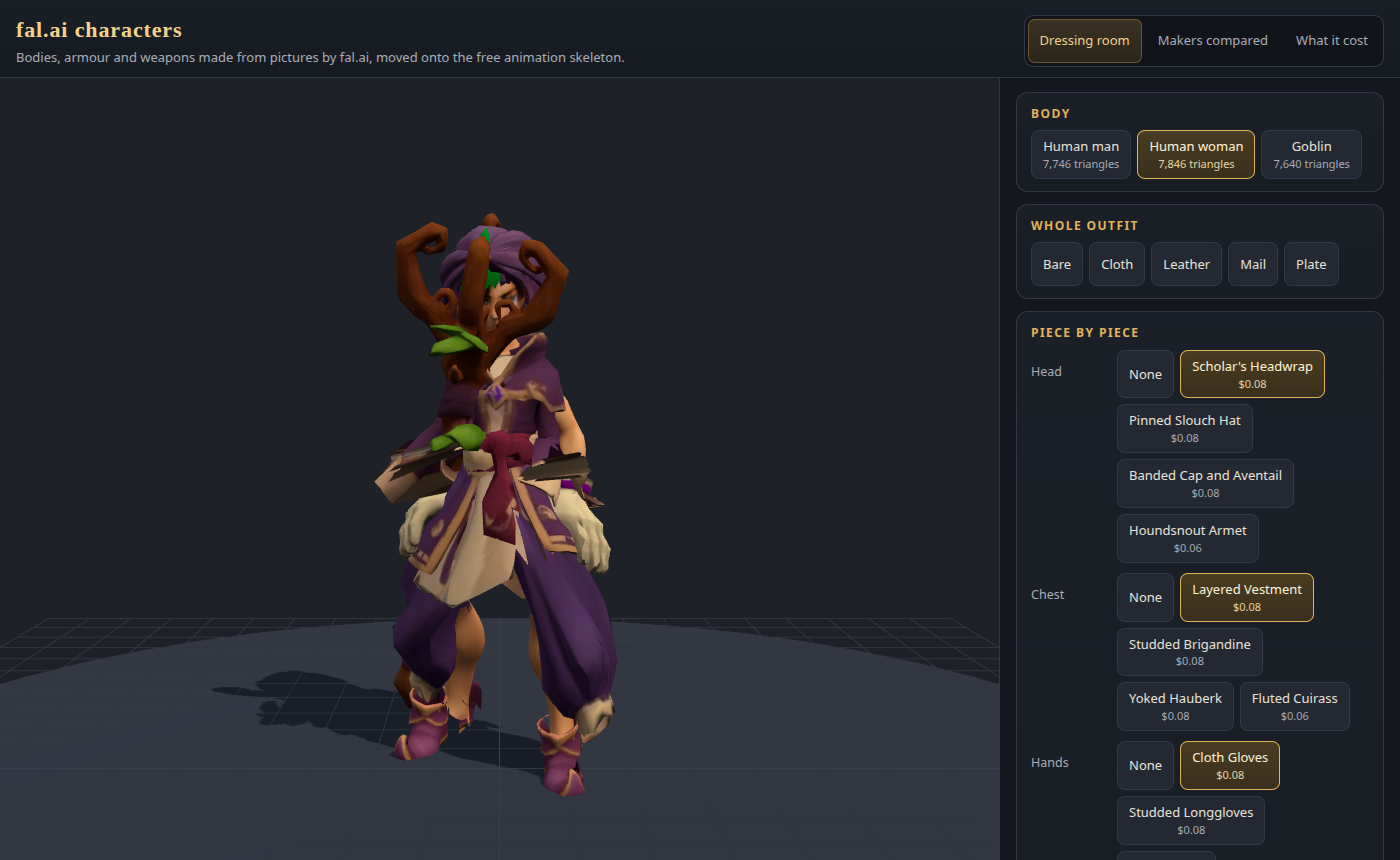 fal.ai characters
Bodies, armour and weapons made from pictures by fal.ai, moved onto the free animation skeleton.
Dressing room
Makers compared
What it cost
BODY
Human man
7,746 triangles
Human woman
7,846 triangles
Goblin
7,640 triangles
WHOLE OUTFIT
Bare
Cloth
Leather
Mail
Plate
PIECE BY PIECE
Head
None
Scholar's Headwrap
$0.08
Pinned Slouch Hat
$0.08
Banded Cap and Aventail
$0.08
Houndsnout Armet
$0.06
Chest
None
Layered Vestment
$0.08
Studded Brigandine
$0.08
Yoked Hauberk
$0.08
Fluted Cuirass
$0.06
Hands
None
Cloth Gloves
$0.08
Studded Longgloves
$0.08